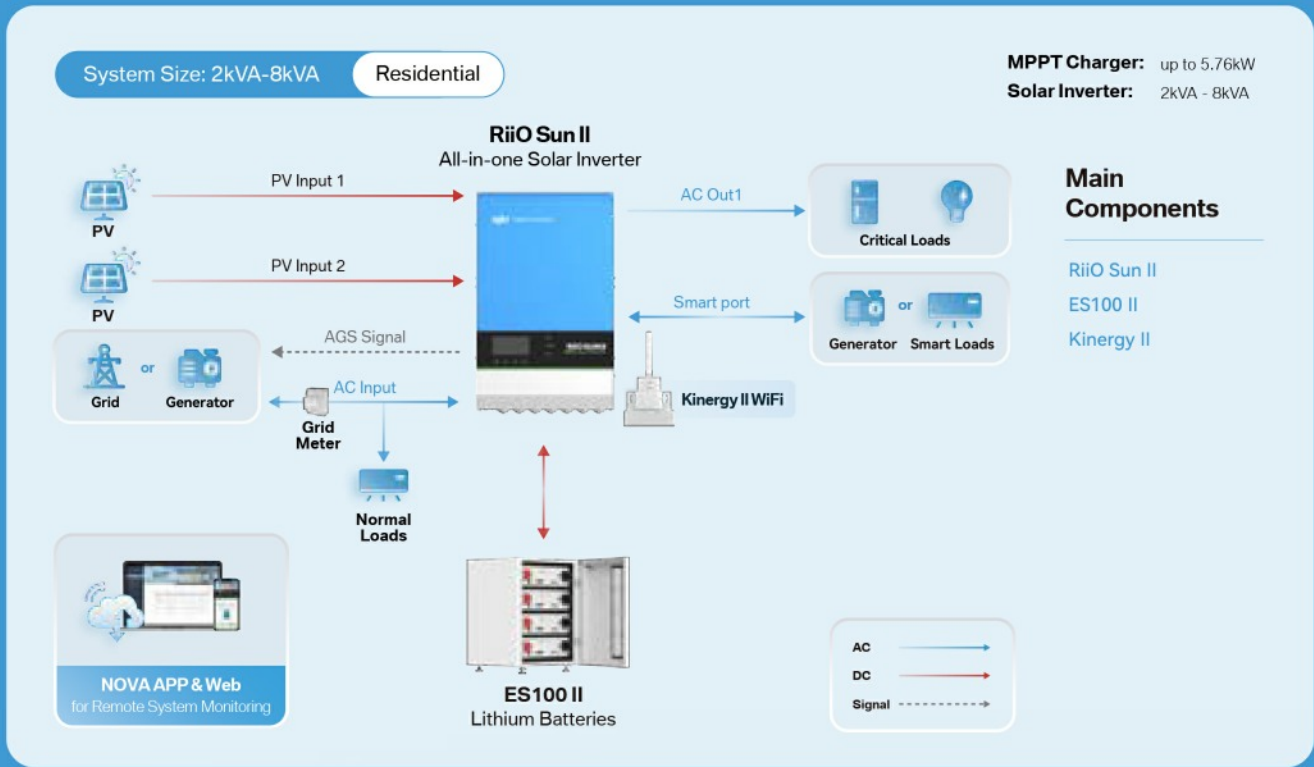 System Size: 2kVA-8kVA
Residential
MPPT Charger: up to 5.76kW
Solar Inverter: 2kVA - 8kVA
RiiO Sun II
All-in-one Solar Inverter
PV Input 1
PV
PV Input 2
PV
AGS Signal
Grid
or
Generator
AC Input
Grid
Meter
Normal
Loads
AC Out1
Critical Loads
Smart port
Generator
or
Smart Loads
Kinergy II WiFi
Main
Components
RiiO Sun II
ES100 II
Kinergy II
NOVA APP & Web
for Remote System Monitoring
ES100 II
Lithium Batteries
AC
DC
Signal